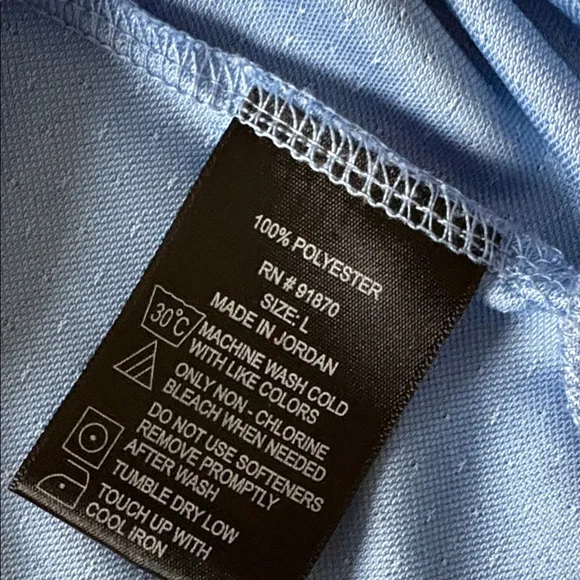 100% POLYESTER
RN # 91870
SIZE: L
MADE IN JORDAN
30°C
MACHINE WASH COLD
WITH LIKE COLORS
ONLY NON - CHLORINE
BLEACH WHEN NEEDED
DO NOT USE SOFTENERS
REMOVE PROMPTLY
AFTER WASH
TUMBLE DRY LOW
TOUCH UP WITH
COOL IRON